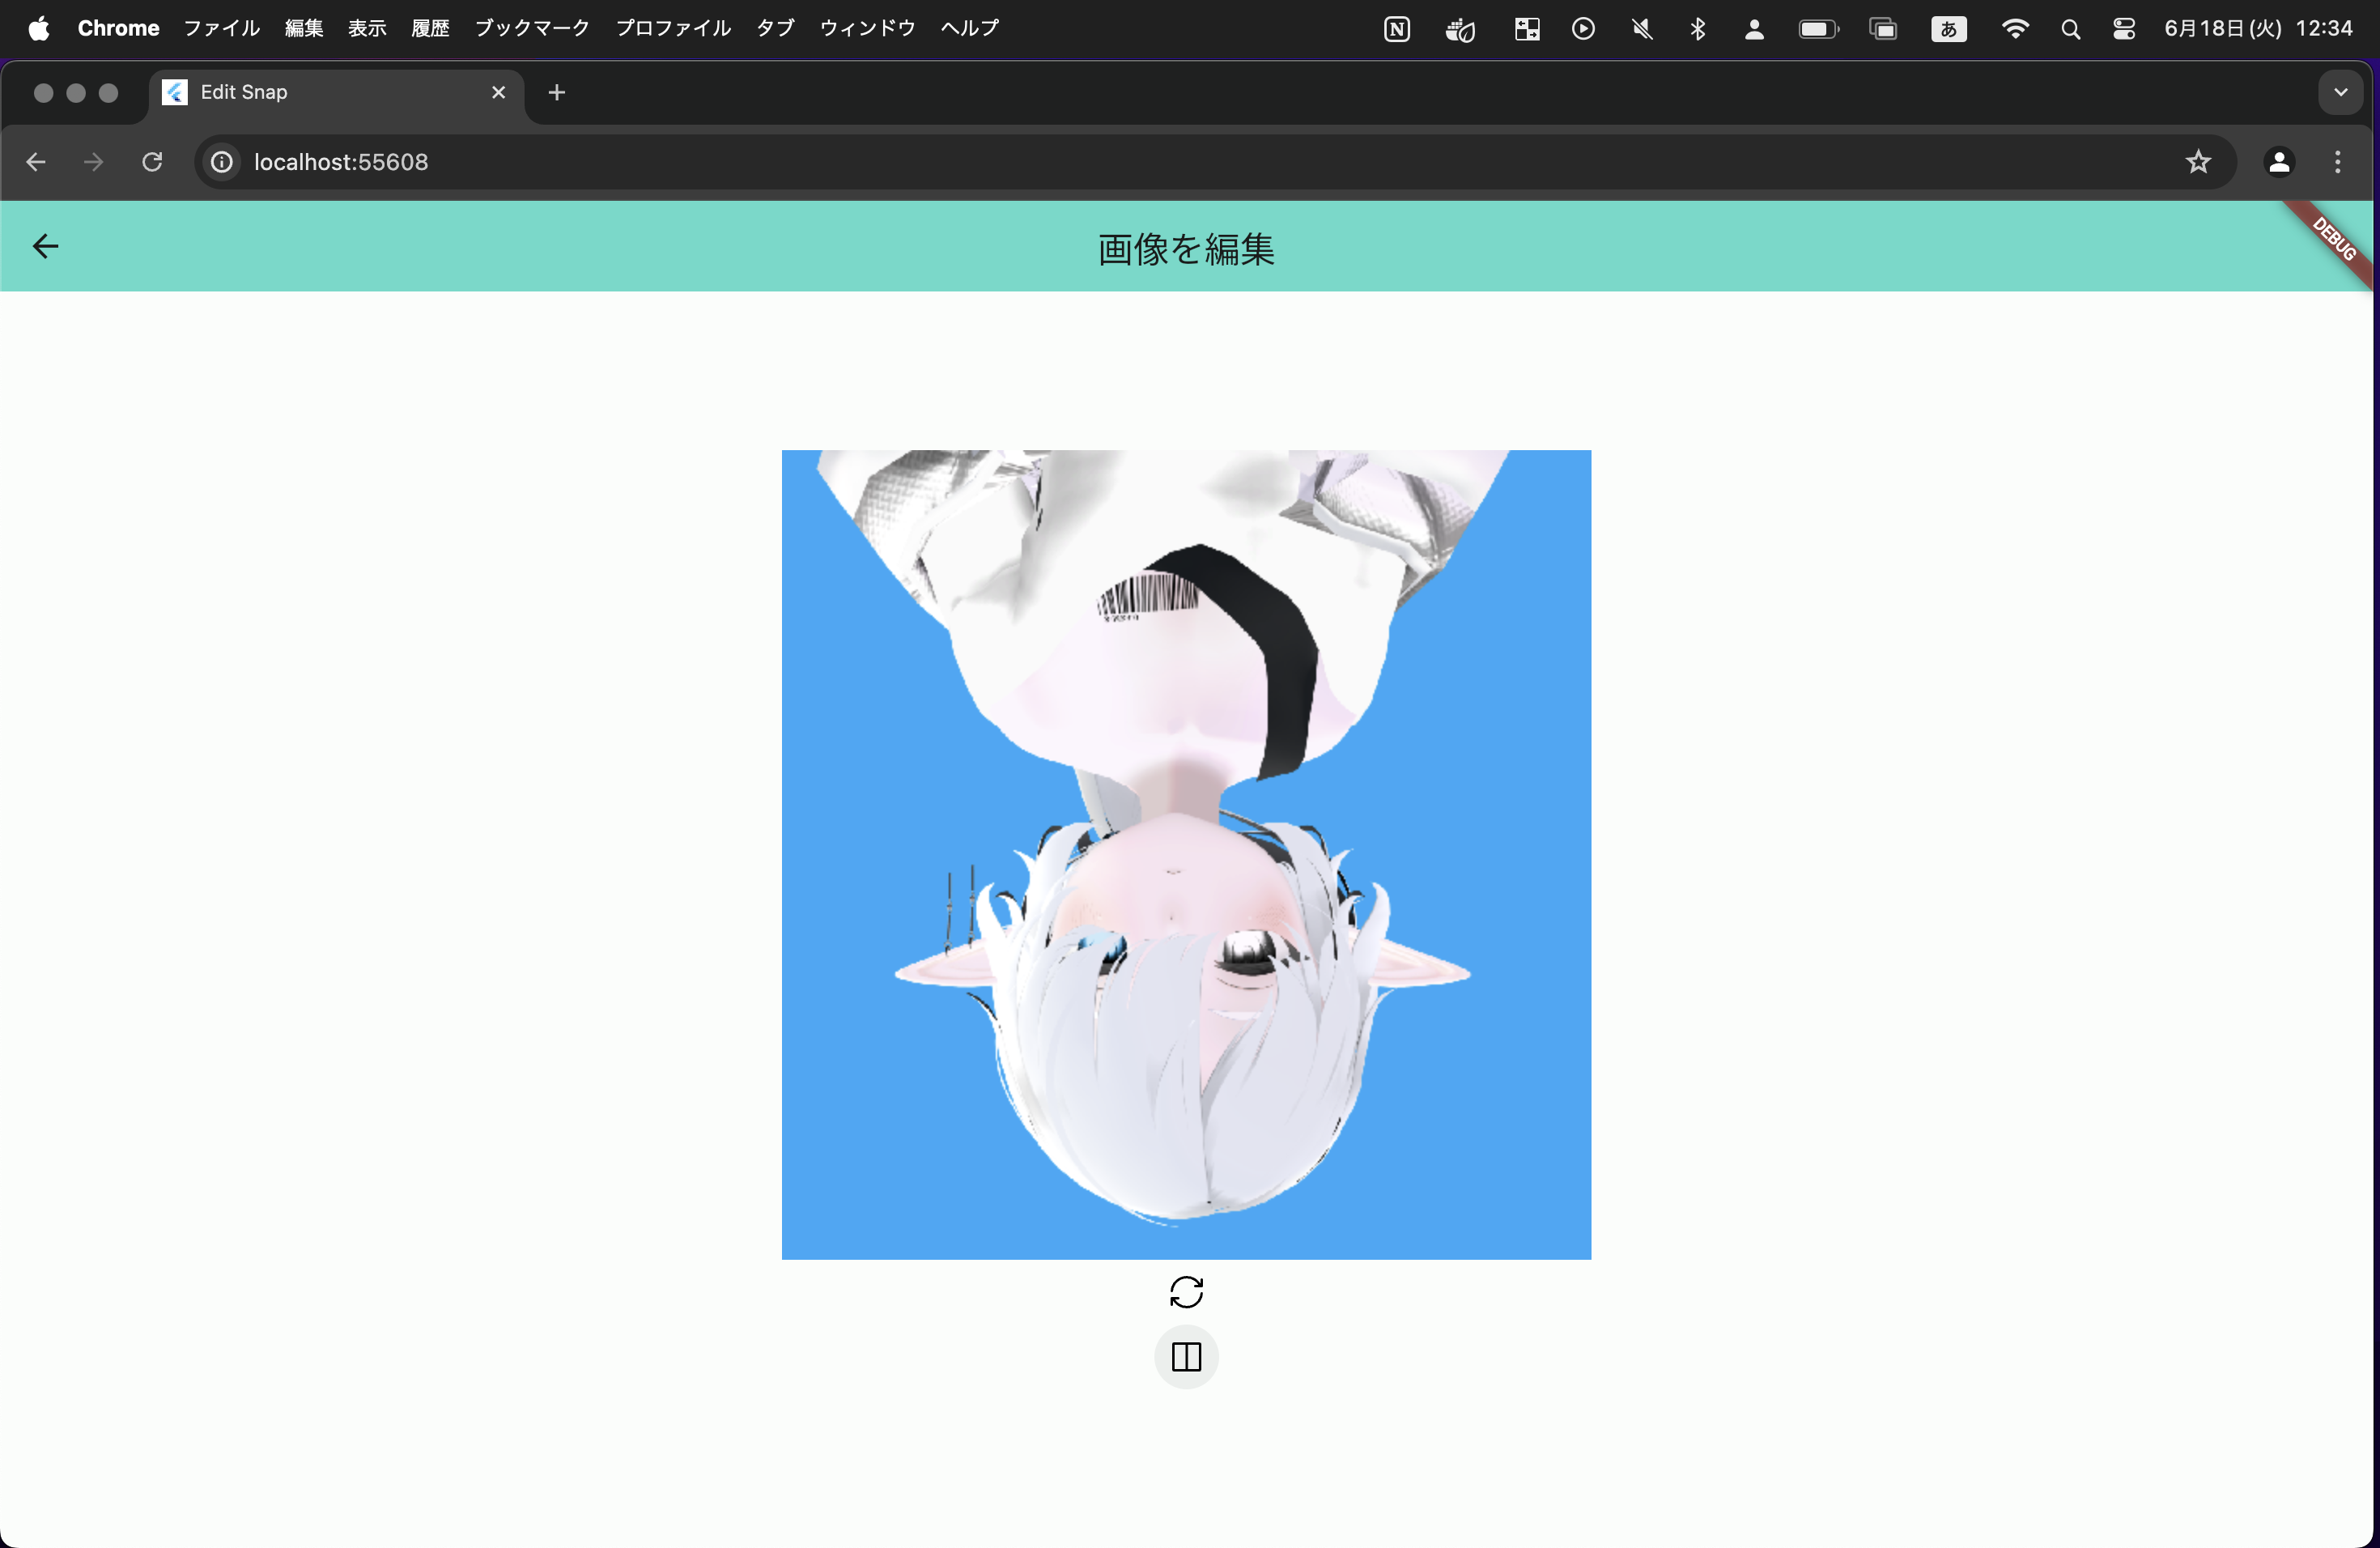 Chrome ファイル 編集 表示 履歴 ブックマーク プロファイル タブ ウィンドウ ヘルプ あ 6月18日(火) 12:34
Edit Snap
localhost:55608
画像を編集
DEBUG